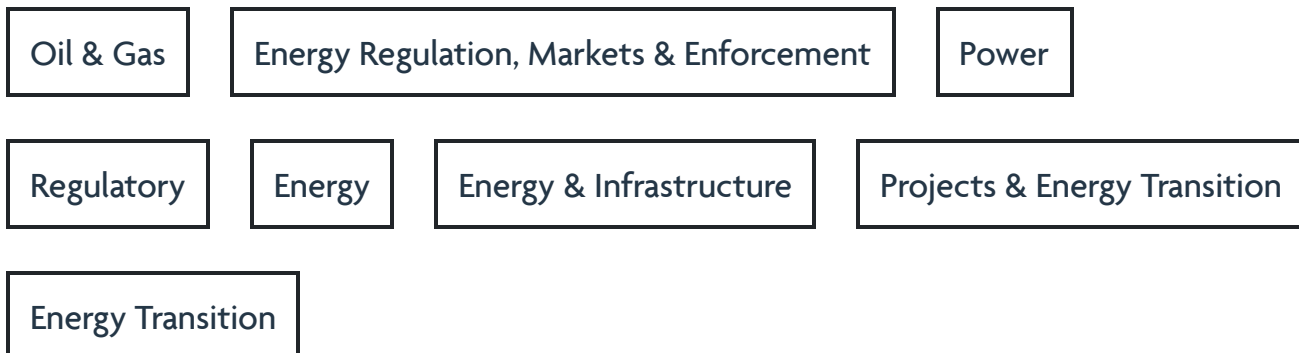 Oil & Gas Energy Regulation, Markets & Enforcement Power
Regulatory Energy Energy & Infrastructure Projects & Energy Transition
Energy Transition